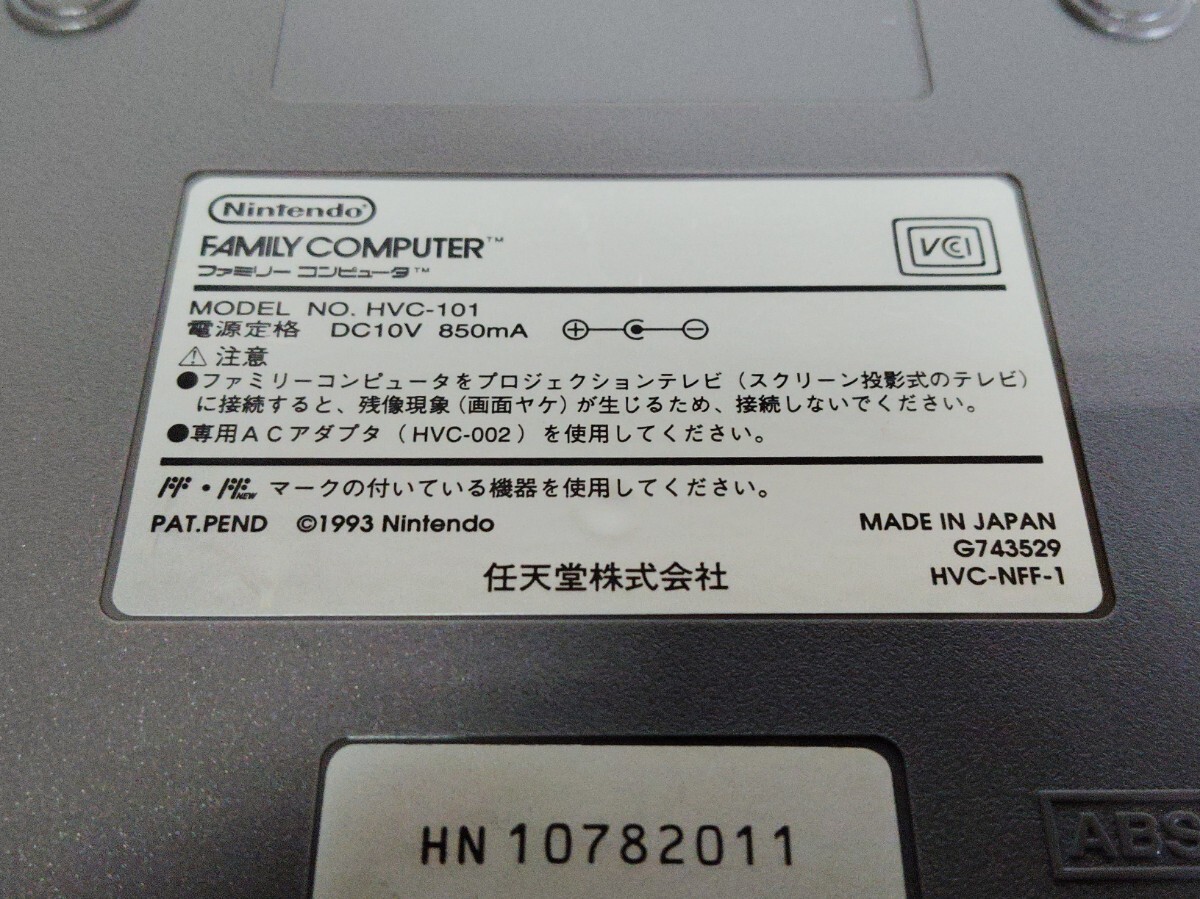 Nintendo®
FAMILY COMPUTER™
ファミリー コンピュータ™
VCCI
MODEL NO. HVC-101
電源定格 DC10V 850mA ⊕ ⊖
⚠ 注意
●ファミリーコンピュータをプロジェクションテレビ（スクリーン投影式のテレビ）
に接続すると、残像現象（画面ヤケ）が生じるため、接続しないでください。
●専用ACアダプタ（HVC-002）を使用してください。
FF・FF NEW マークの付いている機器を使用してください。
PAT.PEND ©1993 Nintendo
MADE IN JAPAN
G743529
任天堂株式会社
HVC-NFF-1
HN 10782011
ABS